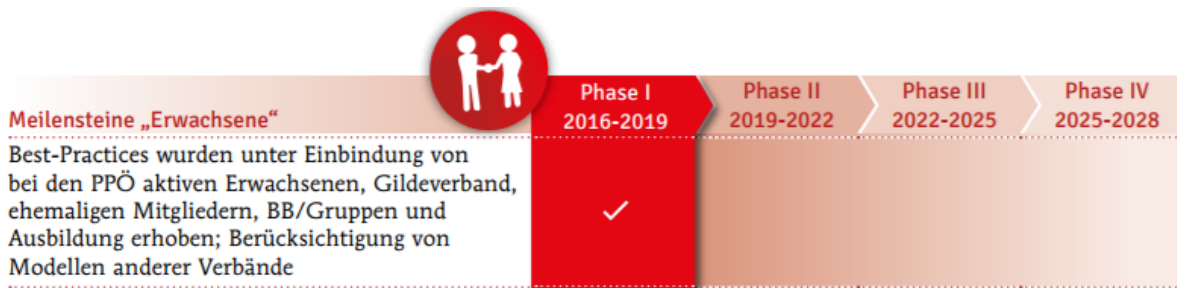 Meilensteine „Erwachsene“
Phase I
2016-2019
Phase II
2019-2022
Phase III
2022-2025
Phase IV
2025-2028
Best-Practices wurden unter Einbindung von
bei den PPÖ aktiven Erwachsenen, Gildeverband,
ehemaligen Mitgliedern, BB/Gruppen und
Ausbildung erhoben; Berücksichtigung von
Modellen anderer Verbände